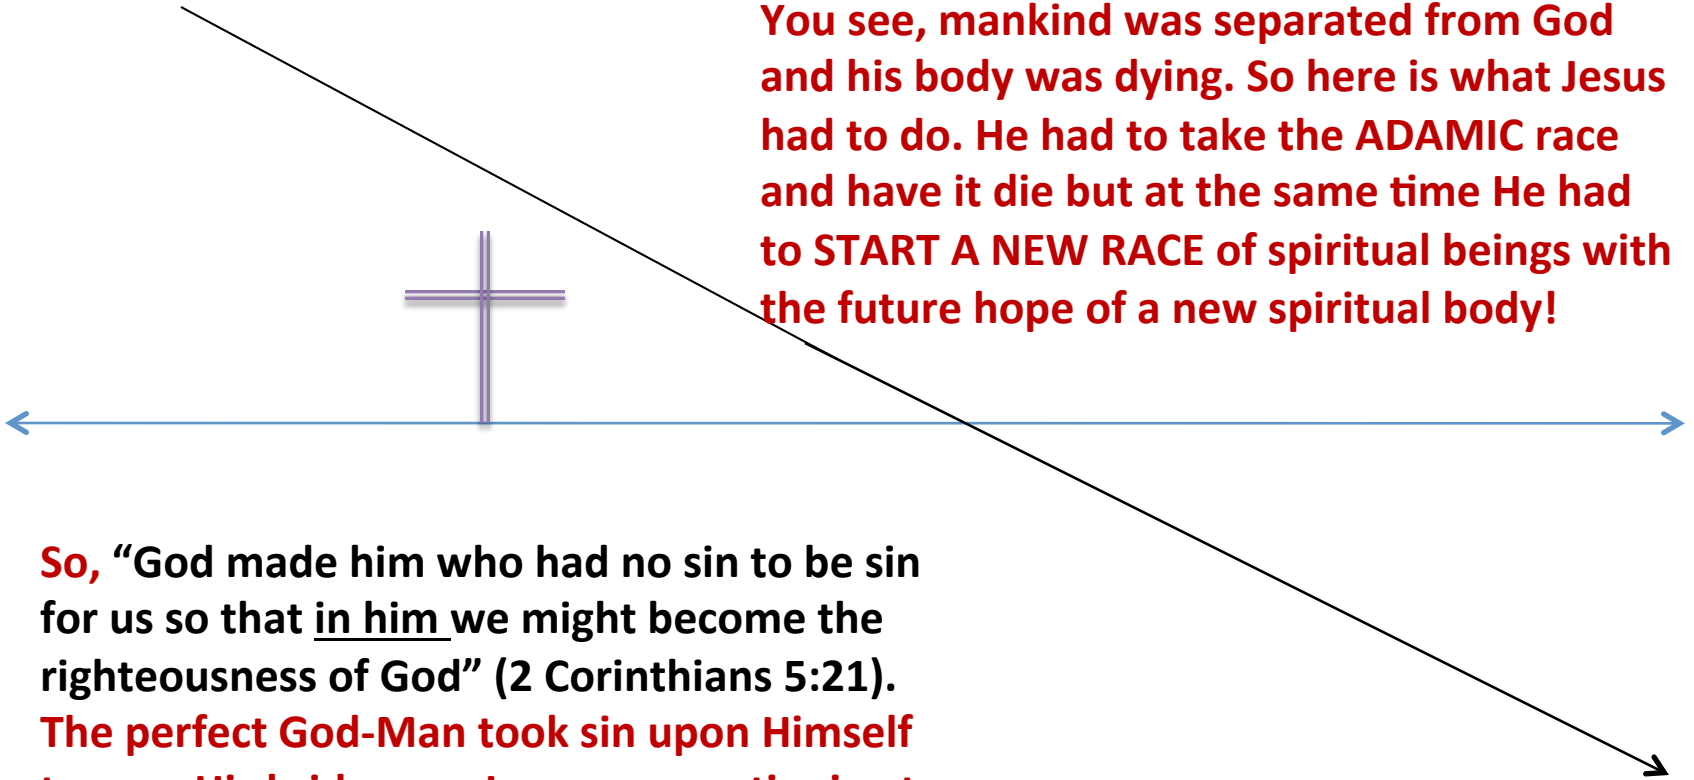 You see, mankind was separated from God
and his body was dying. So here is what Jesus
had to do. He had to take the ADAMIC race
and have it die but at the same time He had
to START A NEW RACE of spiritual beings with
the future hope of a new spiritual body!
So, “God made him who had no sin to be sin
for us so that in him we might become the
righteousness of God” (2 Corinthians 5:21).
The perfect God-Man took sin upon Himself